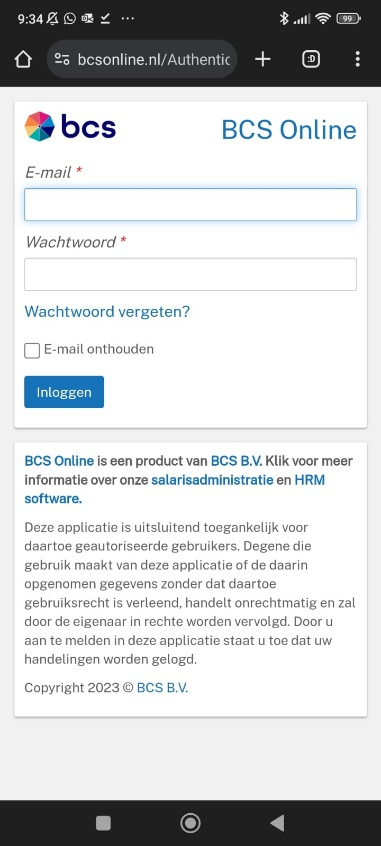 9:34
99
bcsonline.nl/Authentic
:D
bcs
BCS Online
E-mail *
Wachtwoord *
Wachtwoord vergeten?
E-mail onthouden
Inloggen
BCS Online is een product van BCS B.V. Klik voor meer
informatie over onze salarisadministratie en HRM
software.
Deze applicatie is uitsluitend toegankelijk voor
daartoe geautoriseerde gebruikers. Degene die
gebruik maakt van deze applicatie of de daarin
opgenomen gegevens zonder dat daartoe
gebruiksrecht is verleend, handelt onrechtmatig en zal
door de eigenaar in rechte worden vervolgd. Door u
aan te melden in deze applicatie staat u toe dat uw
handelingen worden gelogd.
Copyright 2023 © BCS B.V.